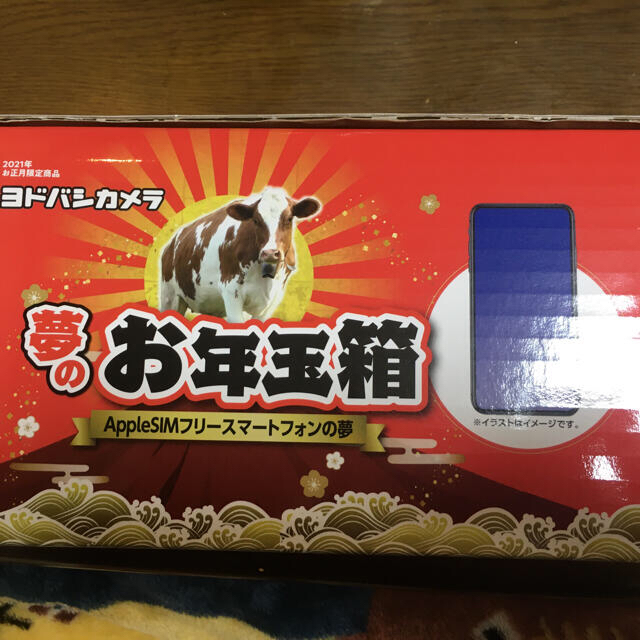 2021年
お正月限定商品
ヨドバシカメラ
夢の
お年玉箱
AppleSIMフリースマートフォンの夢
※イラストはイメージです。